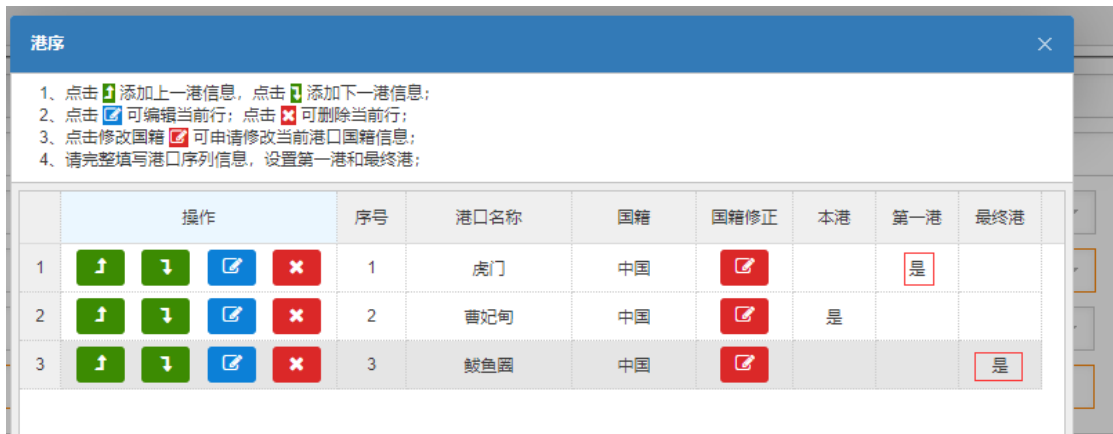 港序
1、点击 添加上一港信息，点击 添加下一港信息；
2、点击 可编辑当前行；点击 可删除当前行；
3、点击修改国籍 可申请修改当前港口国籍信息；
4、请完整填写港口序列信息，设置第一港和最终港；
操作 序号 港口名称 国籍 国籍修正 本港 第一港 最终港
1 1 虎门 中国 是
2 2 曹妃甸 中国 是
3 3 鲅鱼圈 中国 是